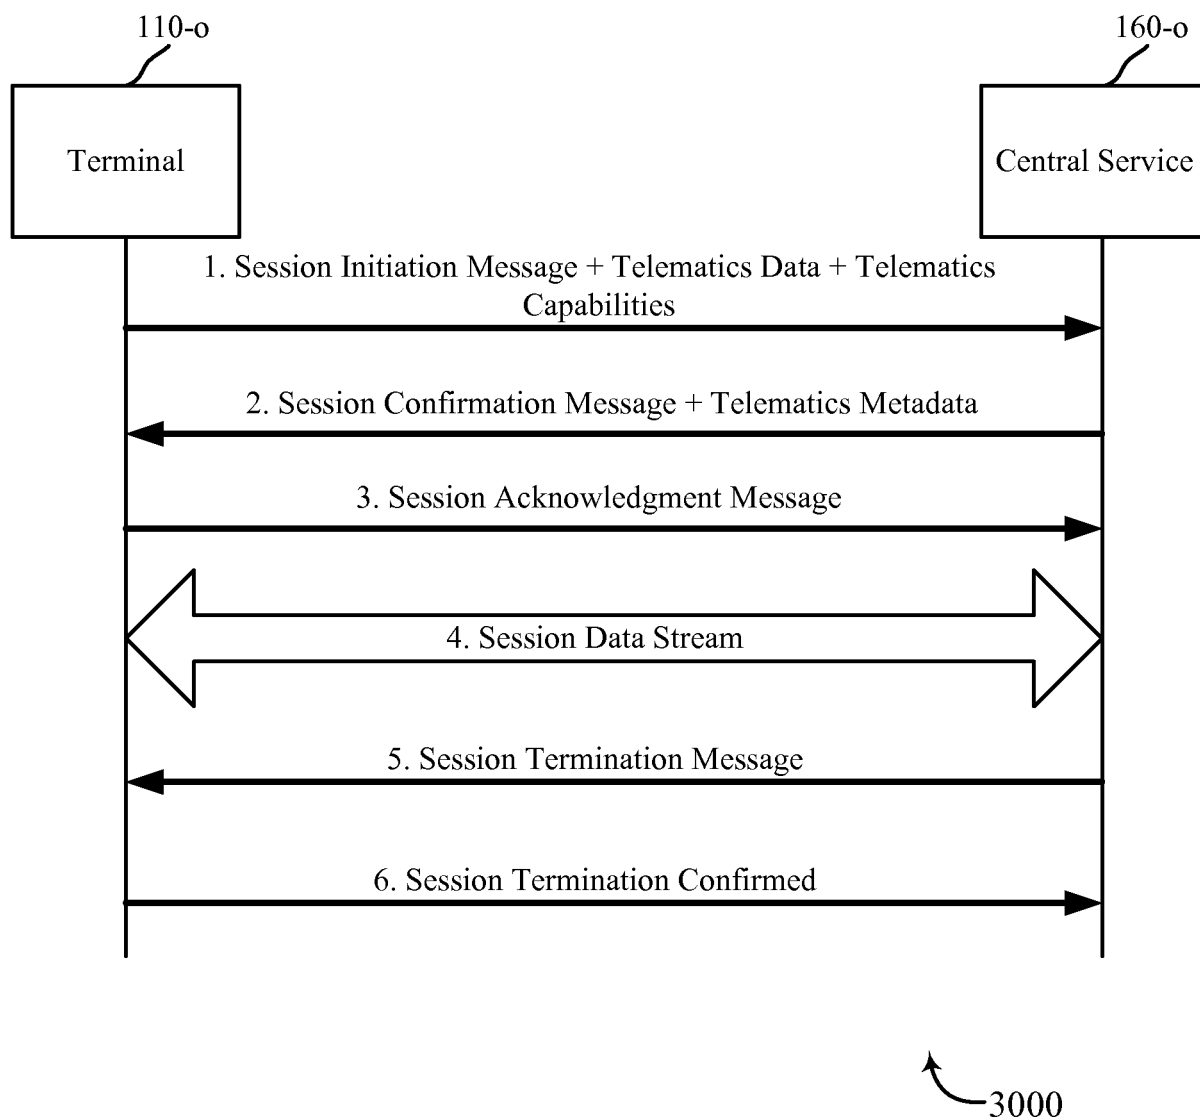 110-o
160-o
Terminal
Central Service
1. Session Initiation Message + Telematics Data + Telematics
Capabilities
2. Session Confirmation Message + Telematics Metadata
3. Session Acknowledgment Message
4. Session Data Stream
5. Session Termination Message
6. Session Termination Confirmed
3000